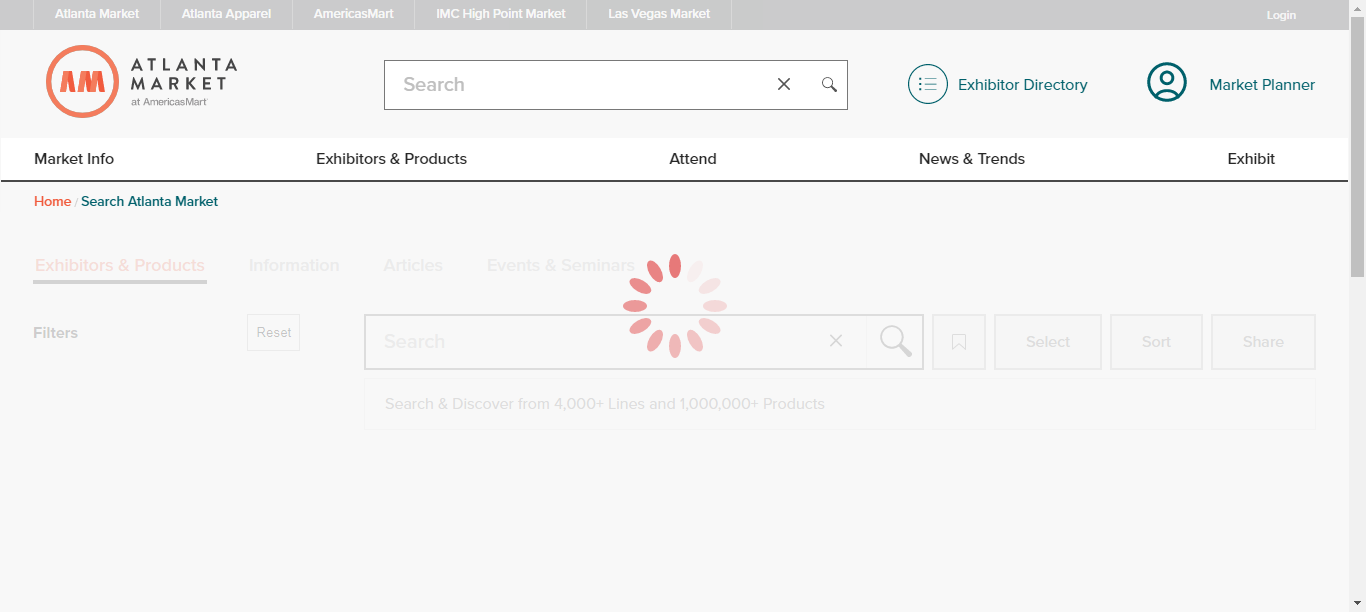 Atlanta Market Atlanta Apparel AmericasMart IMC High Point Market Las Vegas Market Login
AM ATLANTA
MARKET
at AmericasMart
Search
Exhibitor Directory
Market Planner
Market Info Exhibitors & Products Attend News & Trends Exhibit
Home / Search Atlanta Market
Exhibitors & Products Information Articles Events & Seminars
Filters Reset
Search
Select Sort Share
Search & Discover from 4,000+ Lines and 1,000,000+ Products